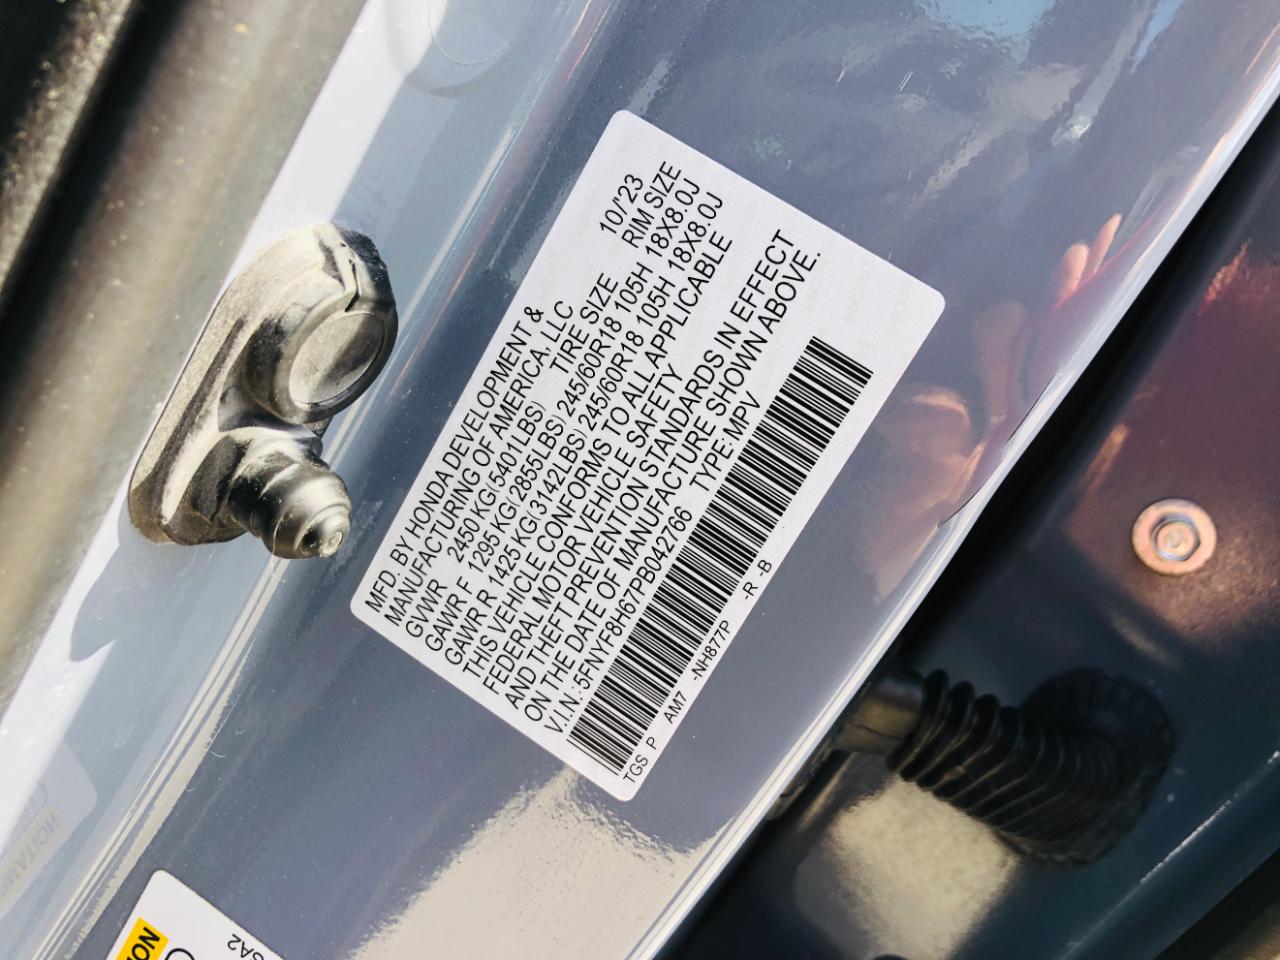 MFD. BY HONDA DEVELOPMENT & 10/'23
MANUFACTURING OF AMERICA, LLC RIM SIZE
GVWR 2450 KG(5401LBS) TIRE SIZE
GAWR F 1295 KG(2855LBS) 245/60R18 105H 18X8.0J
GAWR R 1425 KG(3142LBS) 245/60R18 105H 18X8.0J
THIS VEHICLE CONFORMS TO ALL APPLICABLE
FEDERAL MOTOR VEHICLE SAFETY
AND THEFT PREVENTION STANDARDS IN EFFECT
ON THE DATE OF MANUFACTURE SHOWN ABOVE.
V.I.N.: 5FNYF8H67PB042766 TYPE:MPV
TGS P AM7 -NH877P R -B